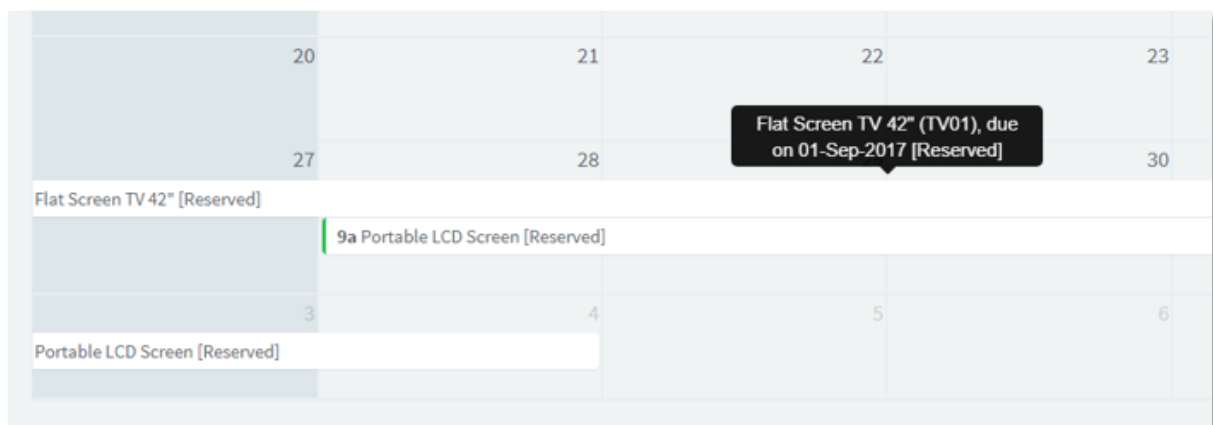 20 21 22 23
Flat Screen TV 42" (TV01), due
on 01-Sep-2017 [Reserved]
27 28 30
Flat Screen TV 42" [Reserved]
9a Portable LCD Screen [Reserved]
3 4 5 6
Portable LCD Screen [Reserved]